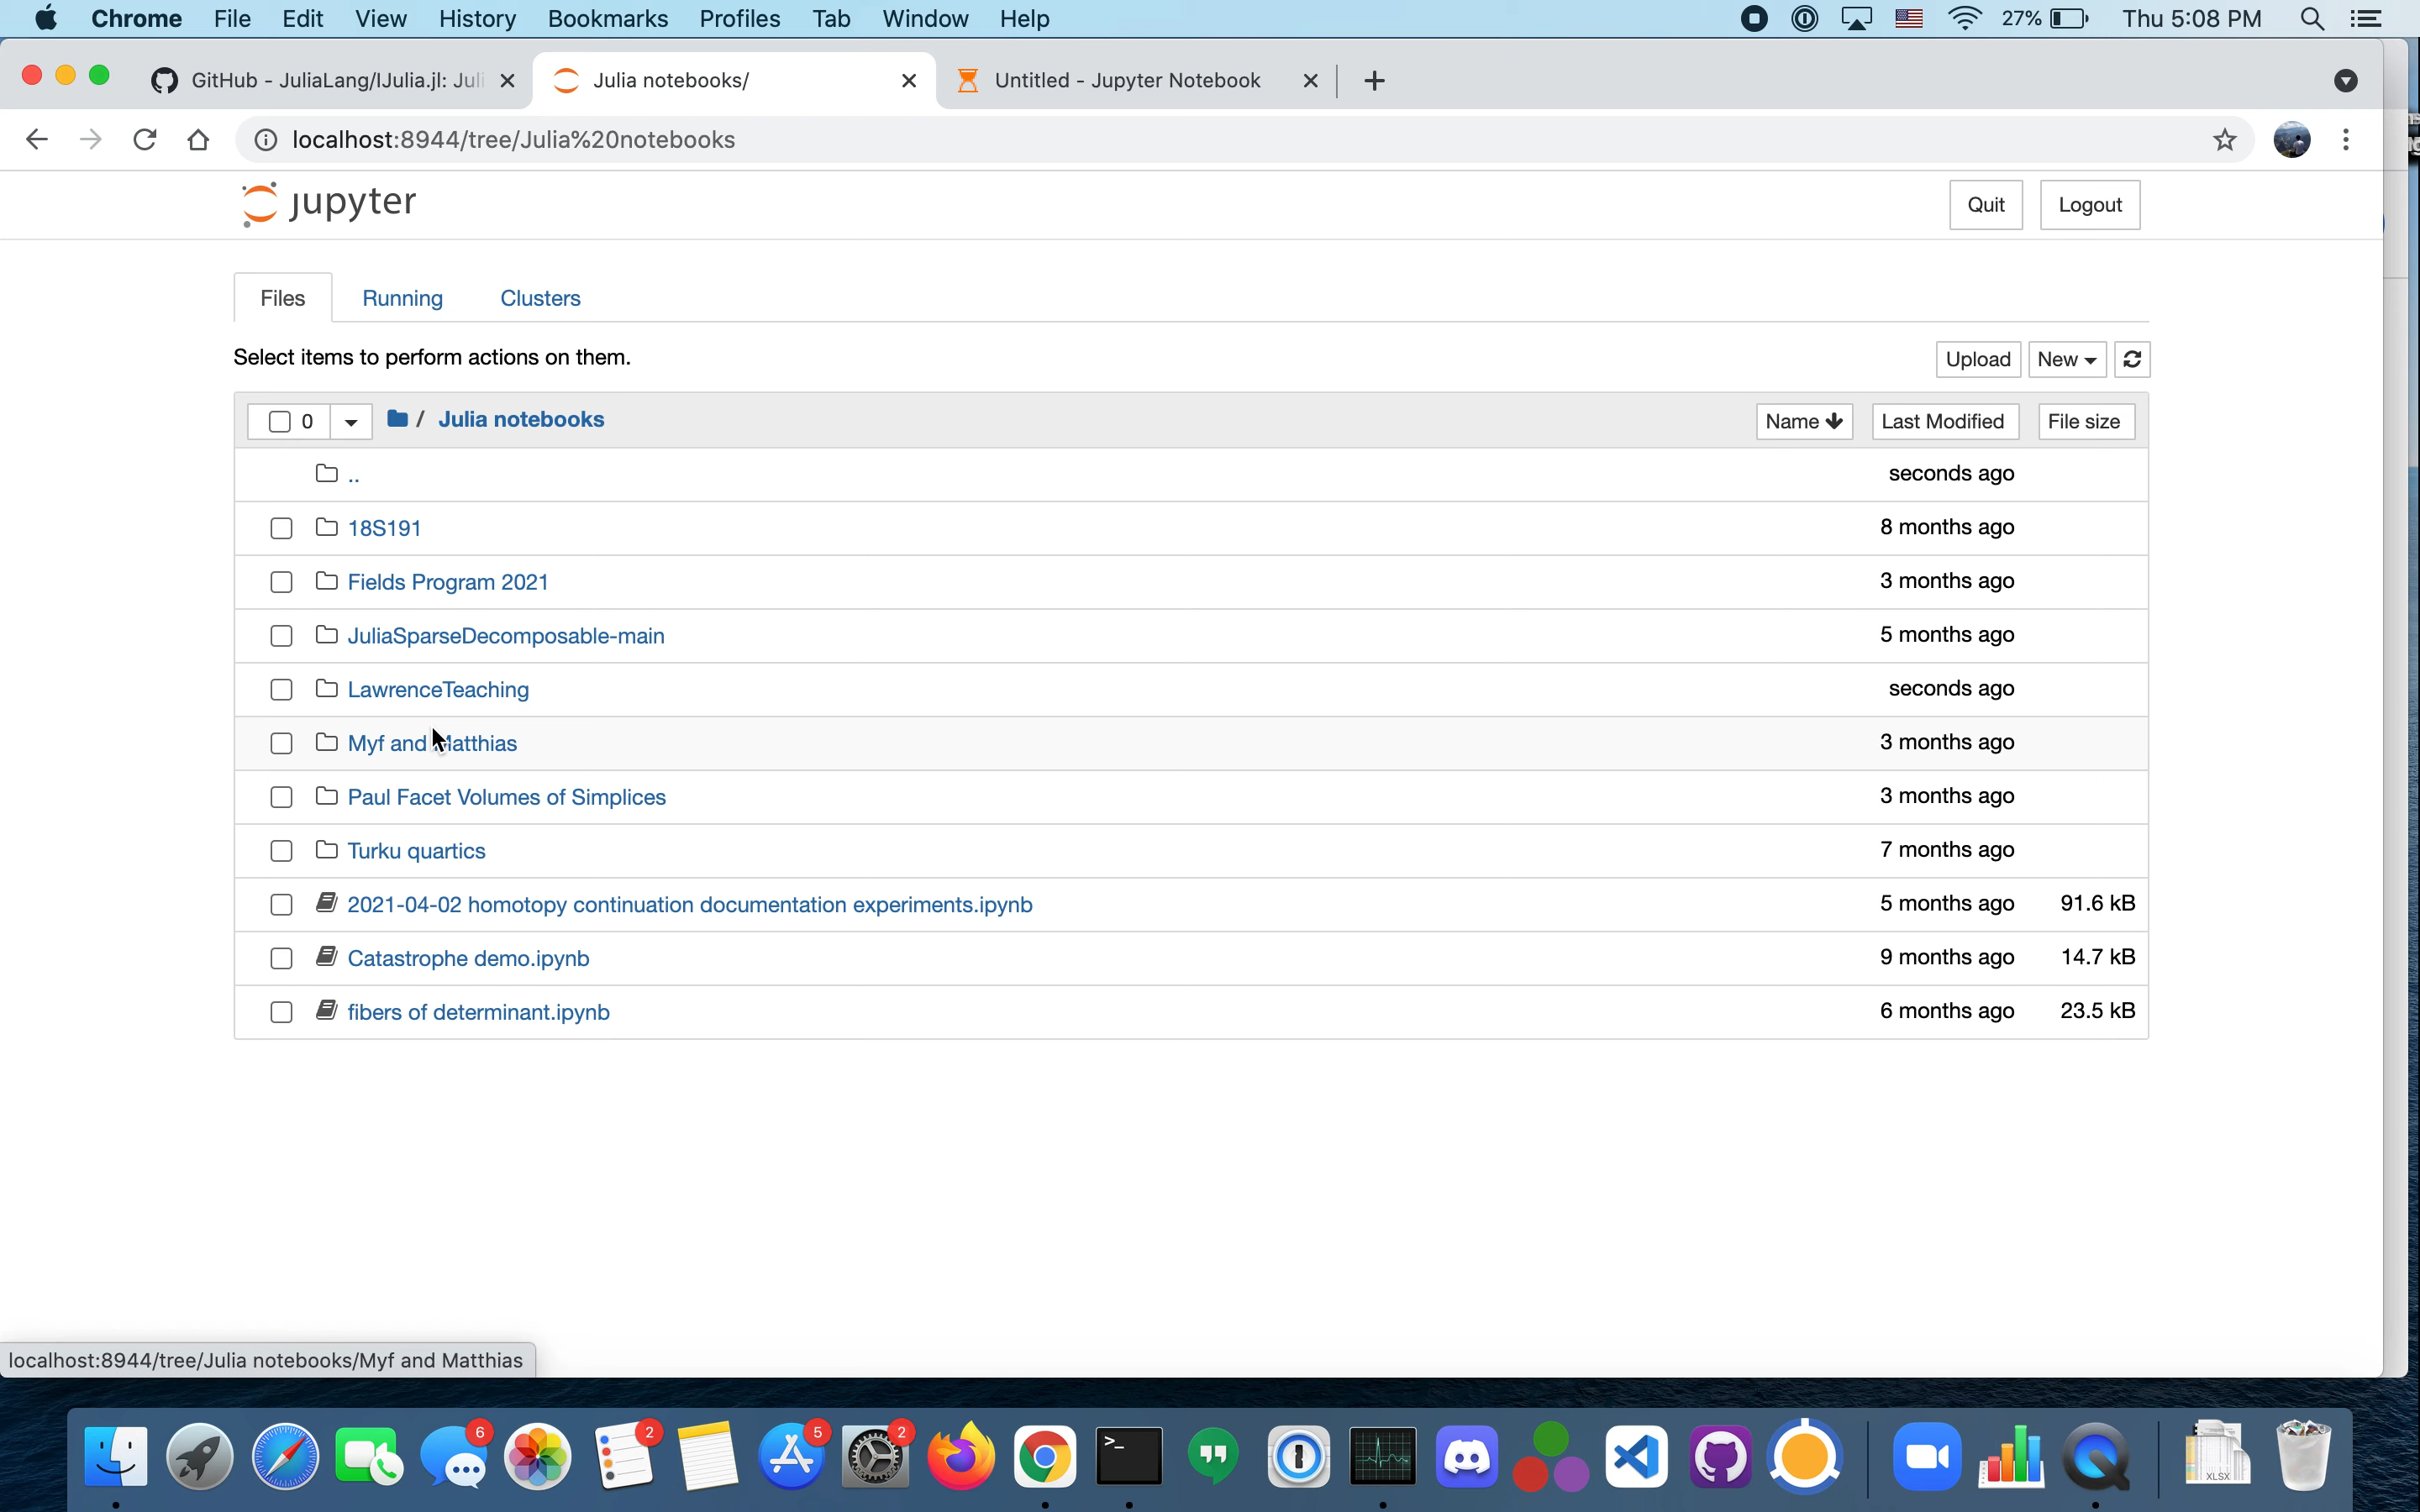 Chrome File Edit View History Bookmarks Profiles Tab Window Help 27% Thu 5:08 PM
GitHub - JuliaLang/IJulia.jl: Juli Julia notebooks/ Untitled - Jupyter Notebook
localhost:8944/tree/Julia%20notebooks
jupyter Quit Logout
Files Running Clusters
Select items to perform actions on them. Upload New
0 / Julia notebooks Name Last Modified File size
.. seconds ago
18S191 8 months ago
Fields Program 2021 3 months ago
JuliaSparseDecomposable-main 5 months ago
LawrenceTeaching seconds ago
Myf and Matthias 3 months ago
Paul Facet Volumes of Simplices 3 months ago
Turku quartics 7 months ago
2021-04-02 homotopy continuation documentation experiments.ipynb 5 months ago 91.6 kB
Catastrophe demo.ipynb 9 months ago 14.7 kB
fibers of determinant.ipynb 6 months ago 23.5 kB
localhost:8944/tree/Julia notebooks/Myf and Matthias
6 2 5 2
>_
XLSX